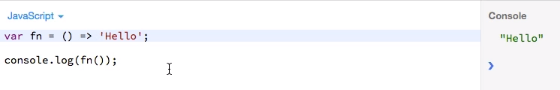 JavaScript
Console
var fn = () => 'Hello';
"Hello"
console.log(fn());